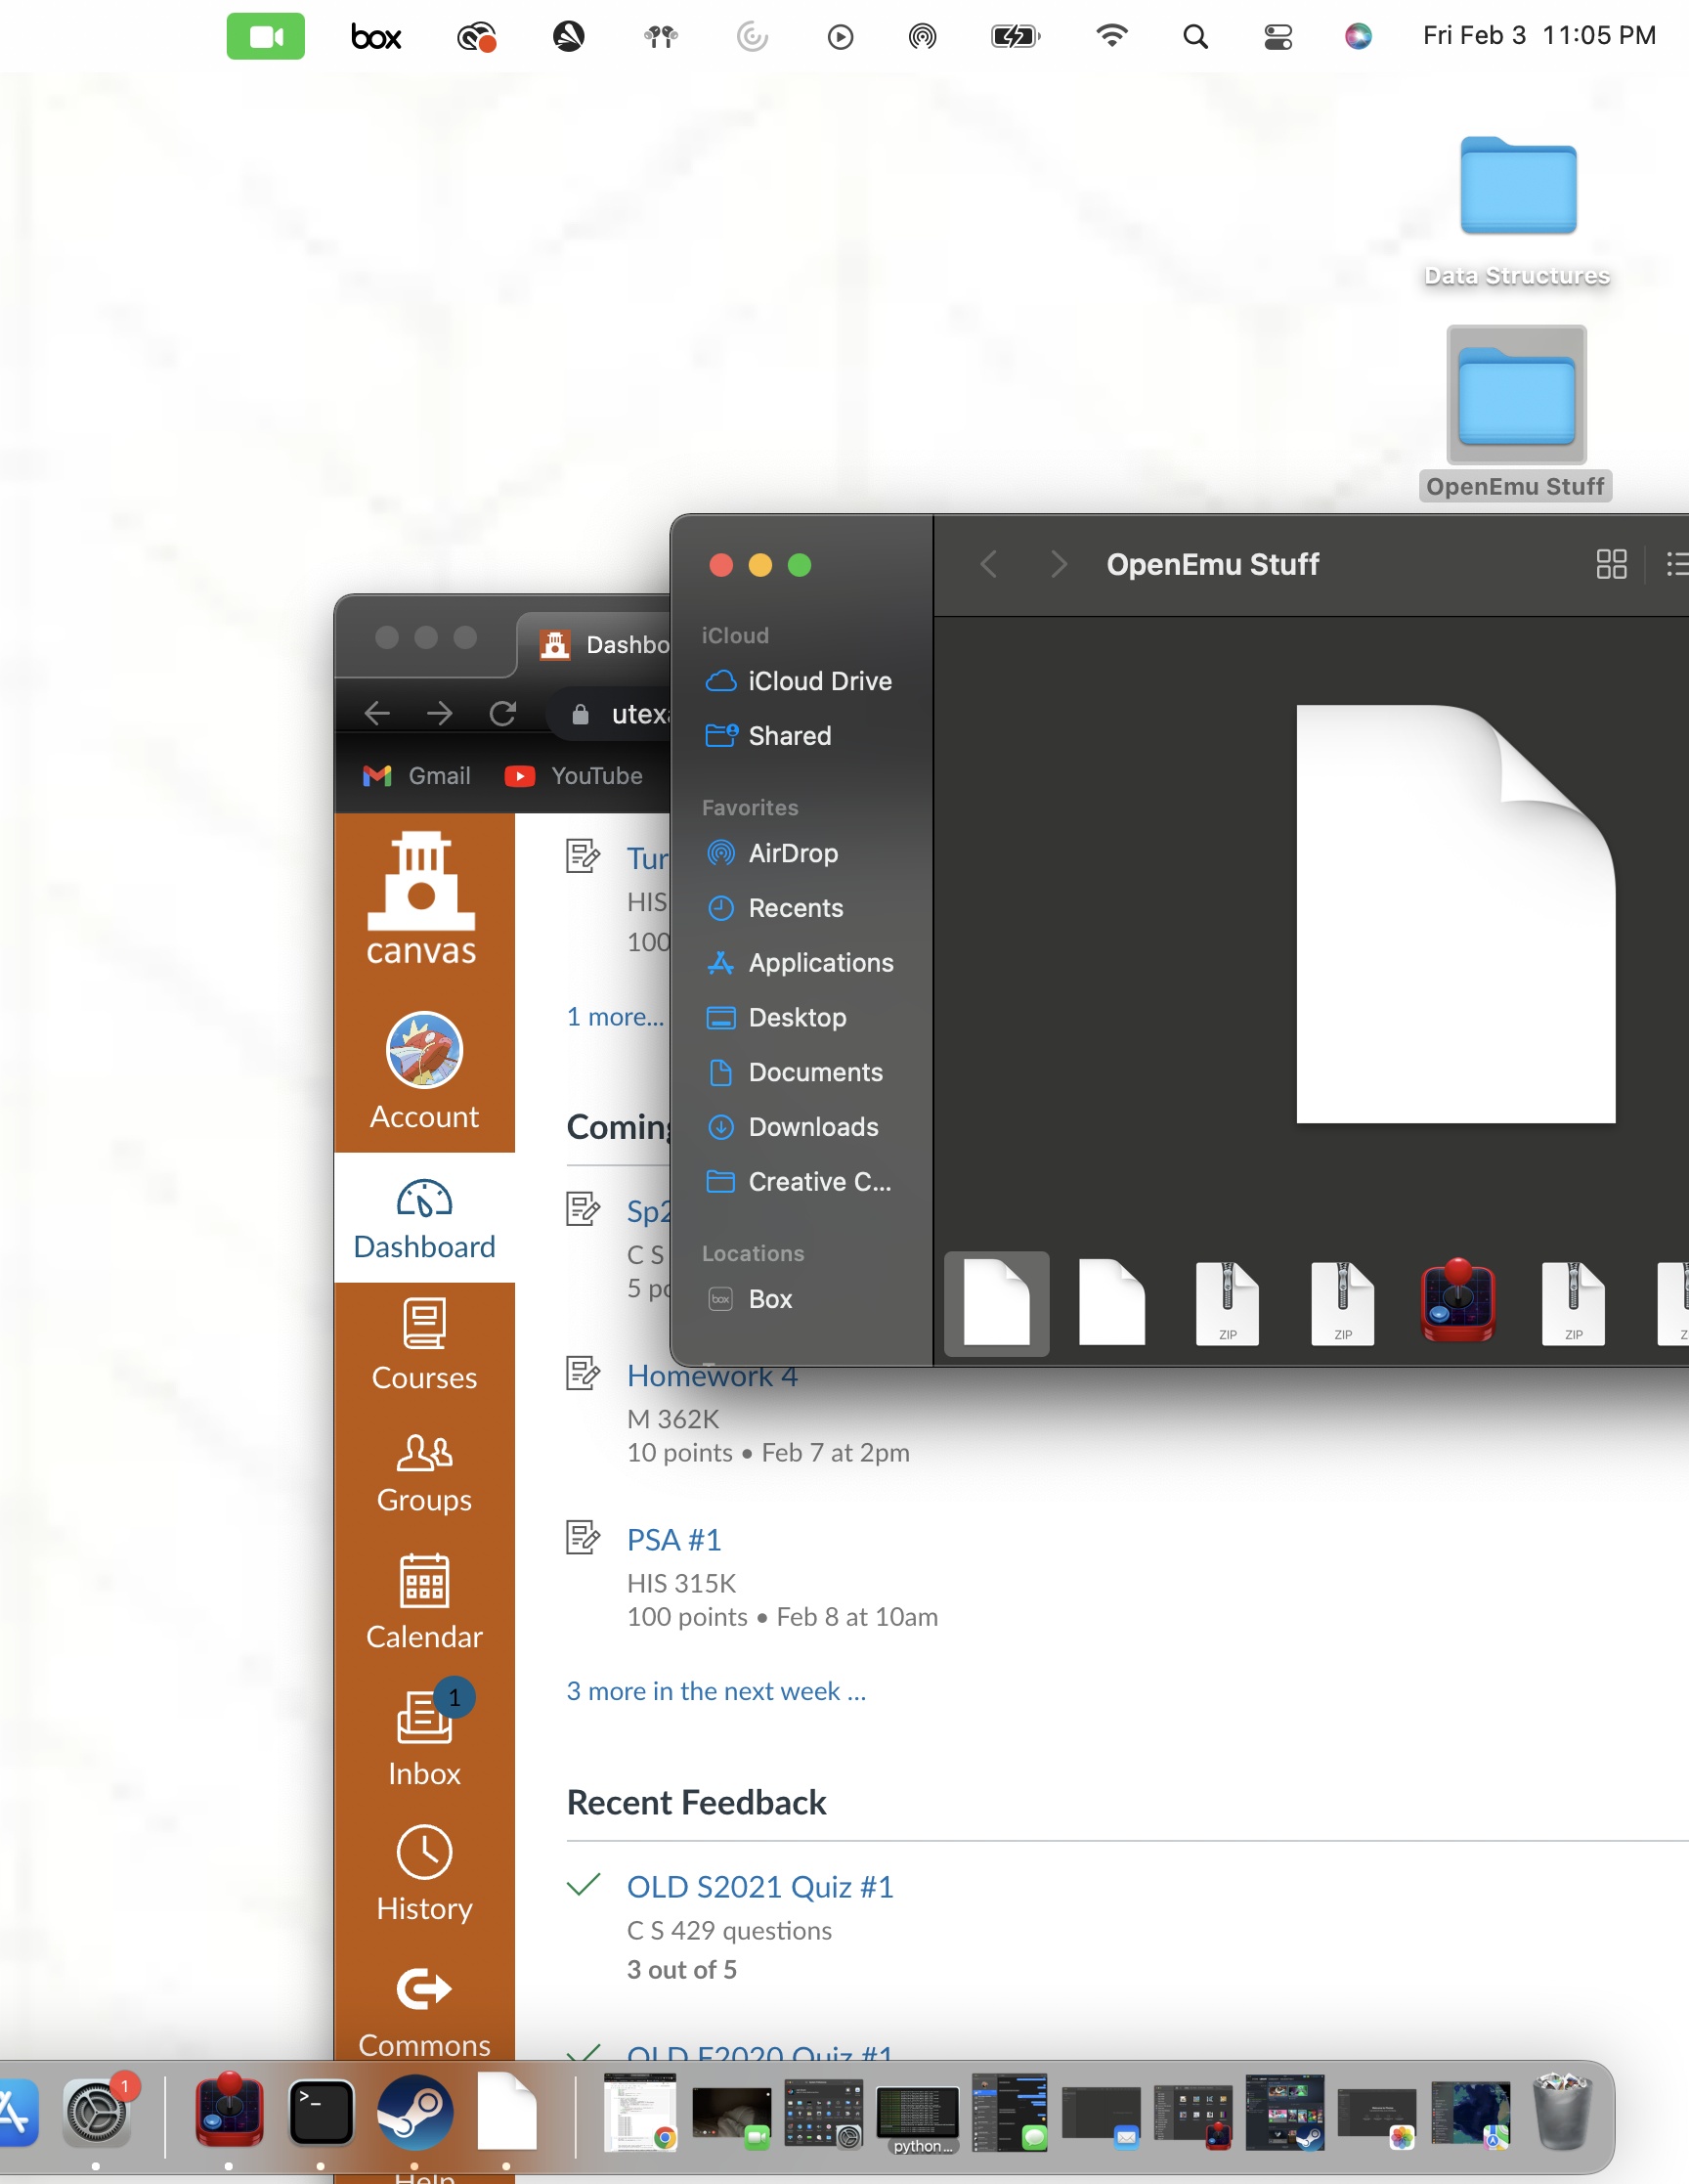 box
Fri Feb 3 11:05 PM
Data Structures
OpenEmu Stuff
OpenEmu Stuff
iCloud
iCloud Drive
Shared
Favorites
AirDrop
Recents
Applications
Desktop
Documents
Downloads
Creative C...
Locations
box Box
ZIP
ZIP
ZIP
Dashbo
utexa
Gmail
YouTube
canvas
Account
Dashboard
Courses
Groups
Calendar
1
Inbox
History
Commons
Help
Tur
HIS
100
1 more...
Coming
Sp2
C S
5 po
Homework 4
M 362K
10 points • Feb 7 at 2pm
PSA #1
HIS 315K
100 points • Feb 8 at 10am
3 more in the next week ...
Recent Feedback
OLD S2021 Quiz #1
C S 429 questions
3 out of 5
OLD F2020 Quiz #1
1
>_
python...